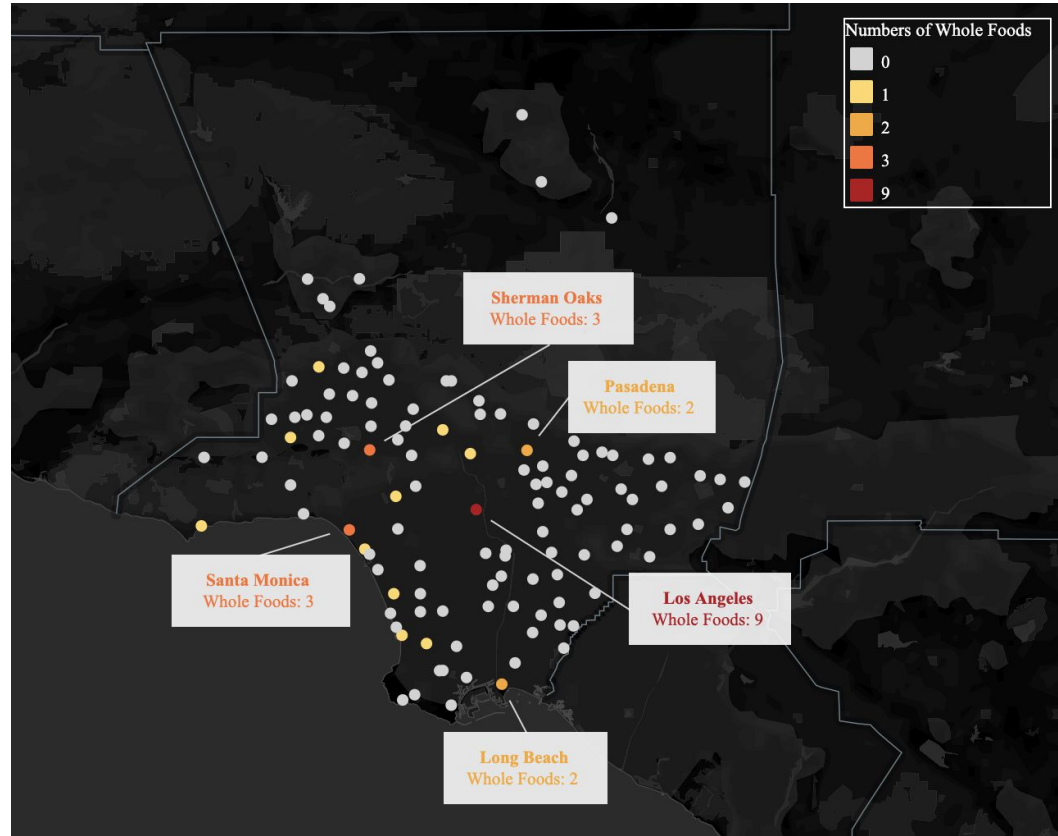 Numbers of Whole Foods
0
1
2
3
9
Sherman Oaks
Whole Foods: 3
Pasadena
Whole Foods: 2
Santa Monica
Whole Foods: 3
Los Angeles
Whole Foods: 9
Long Beach
Whole Foods: 2